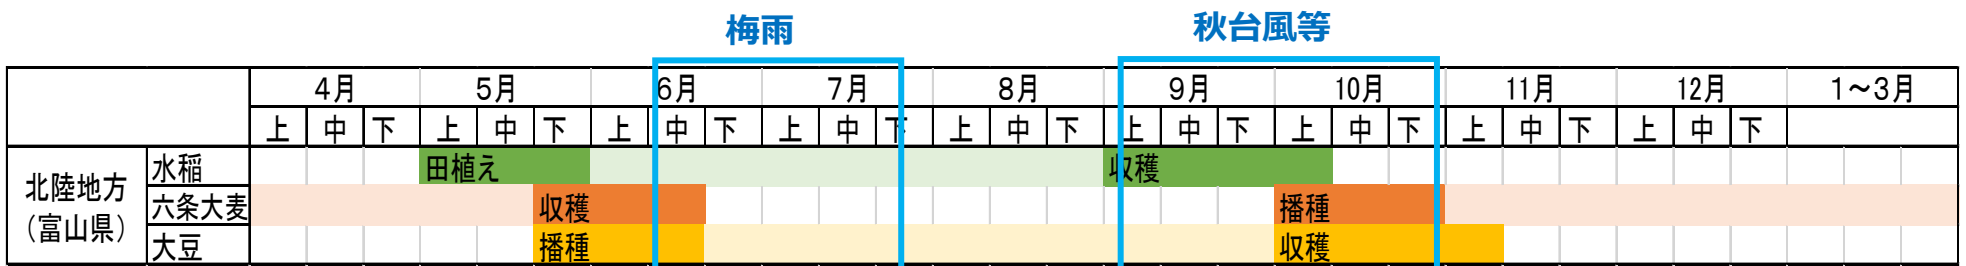 梅雨 秋台風等
4月 5月 6月 7月 8月 9月 10月 11月 12月 1～3月
上 中 下 上 中 下 上 中 下 上 中 下 上 中 下 上 中 下 上 中 下 上 中 下 上 中 下
北陸地方
（富山県）
水稲 田植え 収穫
六条大麦 収穫 播種
大豆 播種 収穫